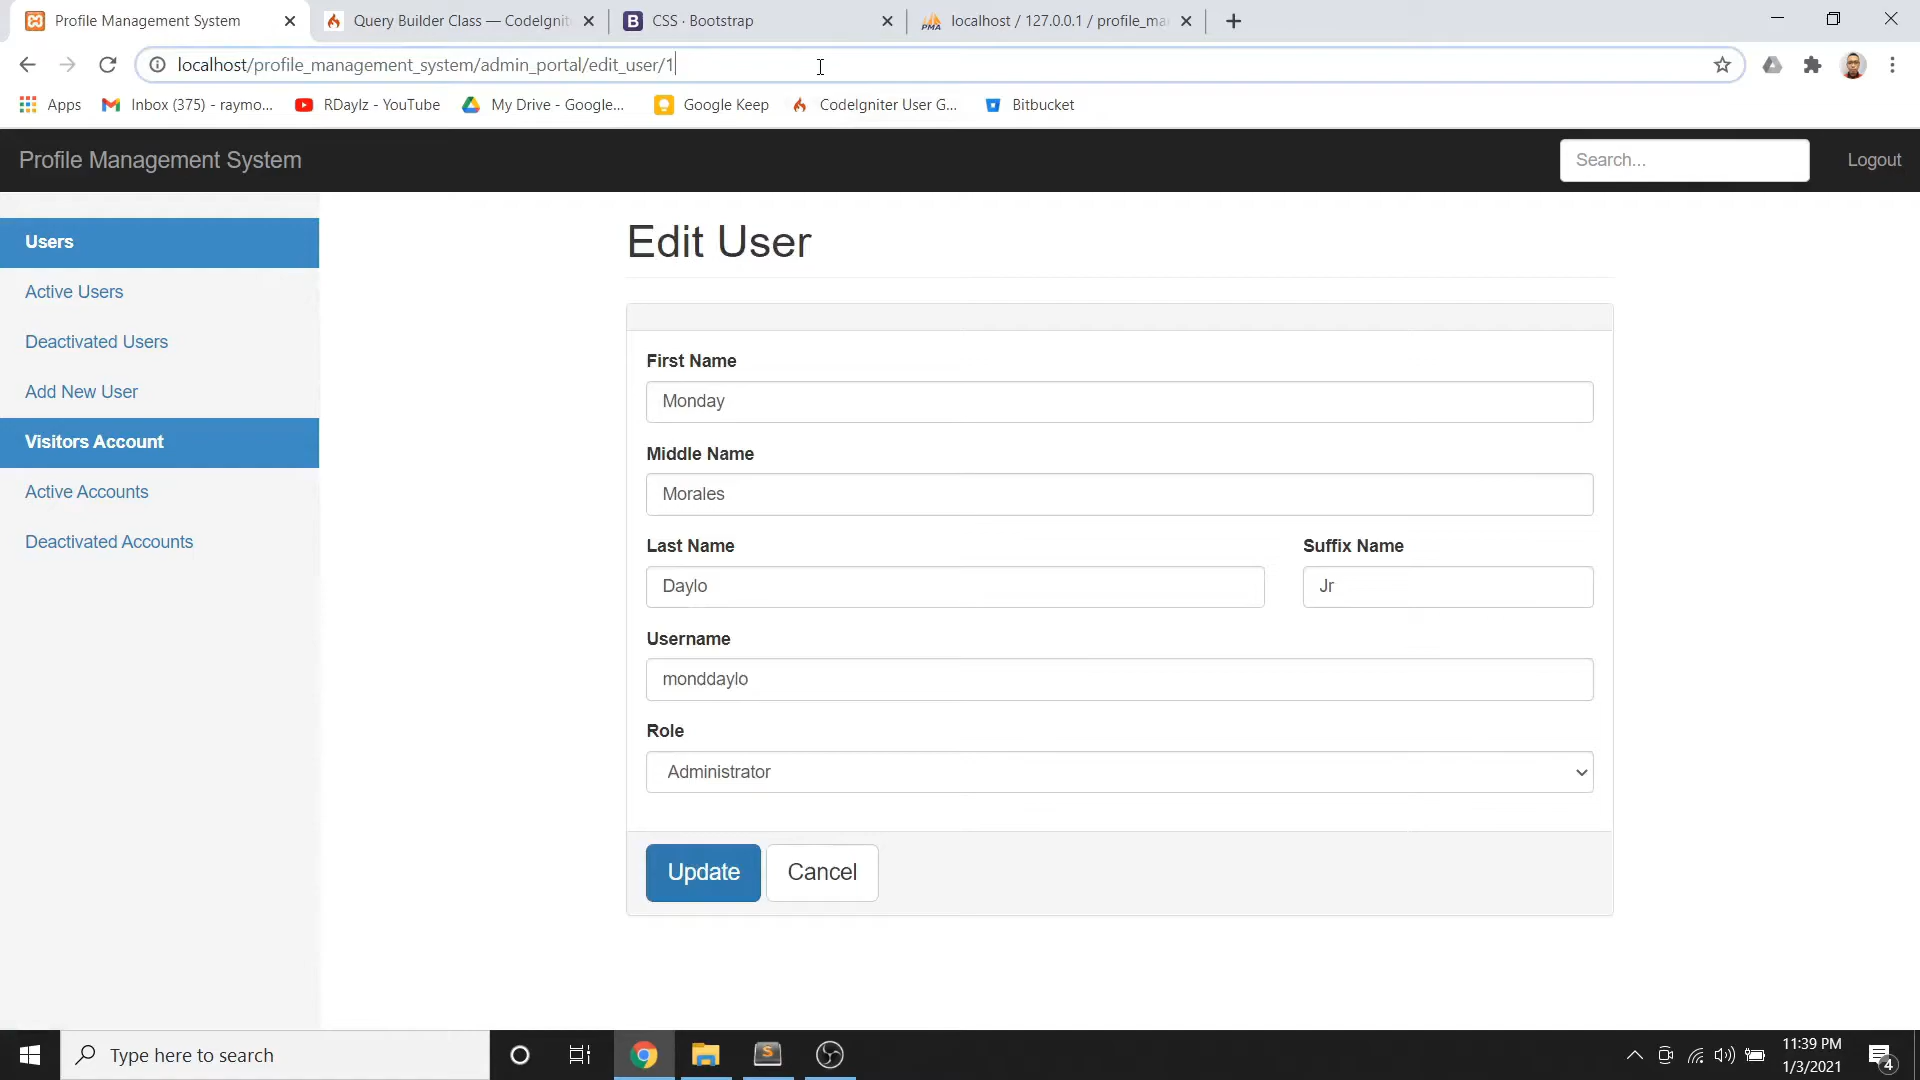 Profile Management System
Query Builder Class — CodeIgnit
B CSS · Bootstrap
PMA localhost / 127.0.0.1 / profile_ma
localhost/profile_management_system/admin_portal/edit_user/1
Apps
Inbox (375) - raymo...
RDaylz - YouTube
My Drive - Google...
Google Keep
CodeIgniter User G...
Bitbucket
Profile Management System
Search...
Logout
Users
Active Users
Deactivated Users
Add New User
Visitors Account
Active Accounts
Deactivated Accounts
Edit User
First Name
Monday
Middle Name
Morales
Last Name
Suffix Name
Daylo
Jr
Username
monddaylo
Role
Administrator
Update
Cancel
Type here to search
S
11:39 PM
1/3/2021
4